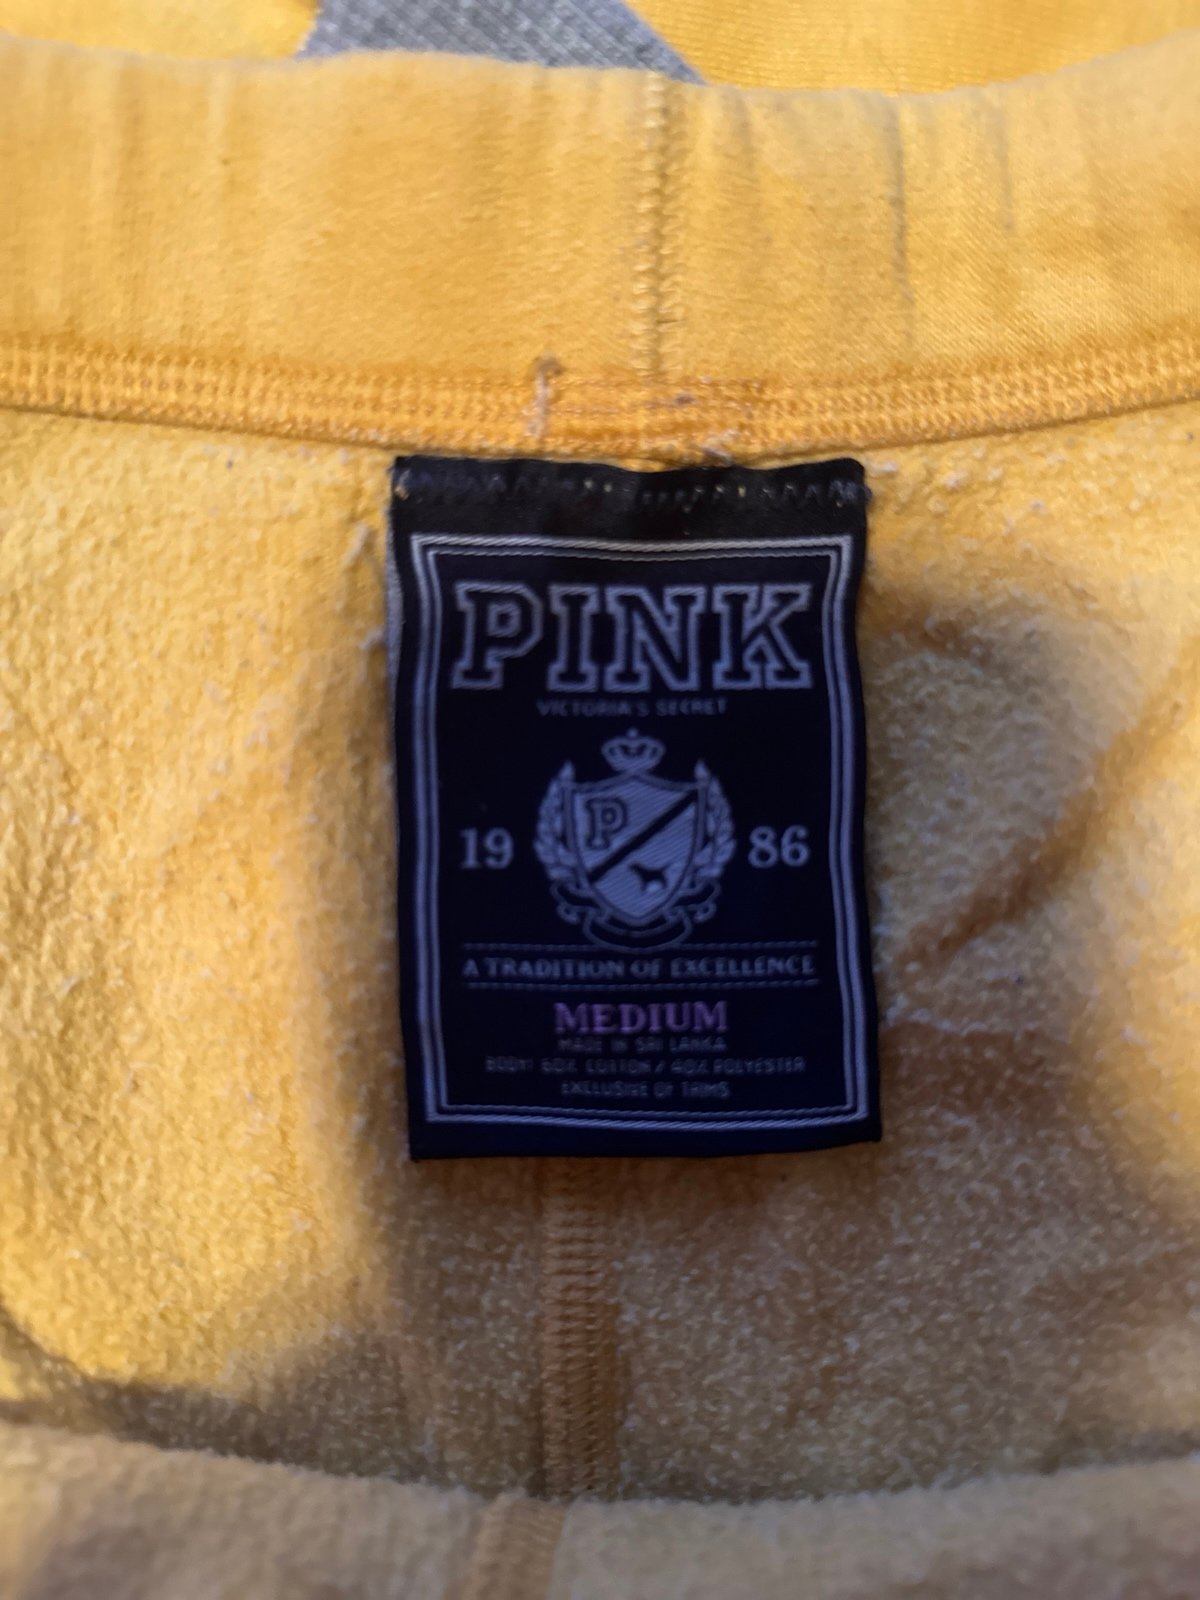 PINK
VICTORIA'S SECRET
P
19 86
A TRADITION OF EXCELLENCE
MEDIUM
MADE IN SRI LANKA
BODY: 60% COTTON / 40% POLYESTER
EXCLUSIVE OF TRIMS